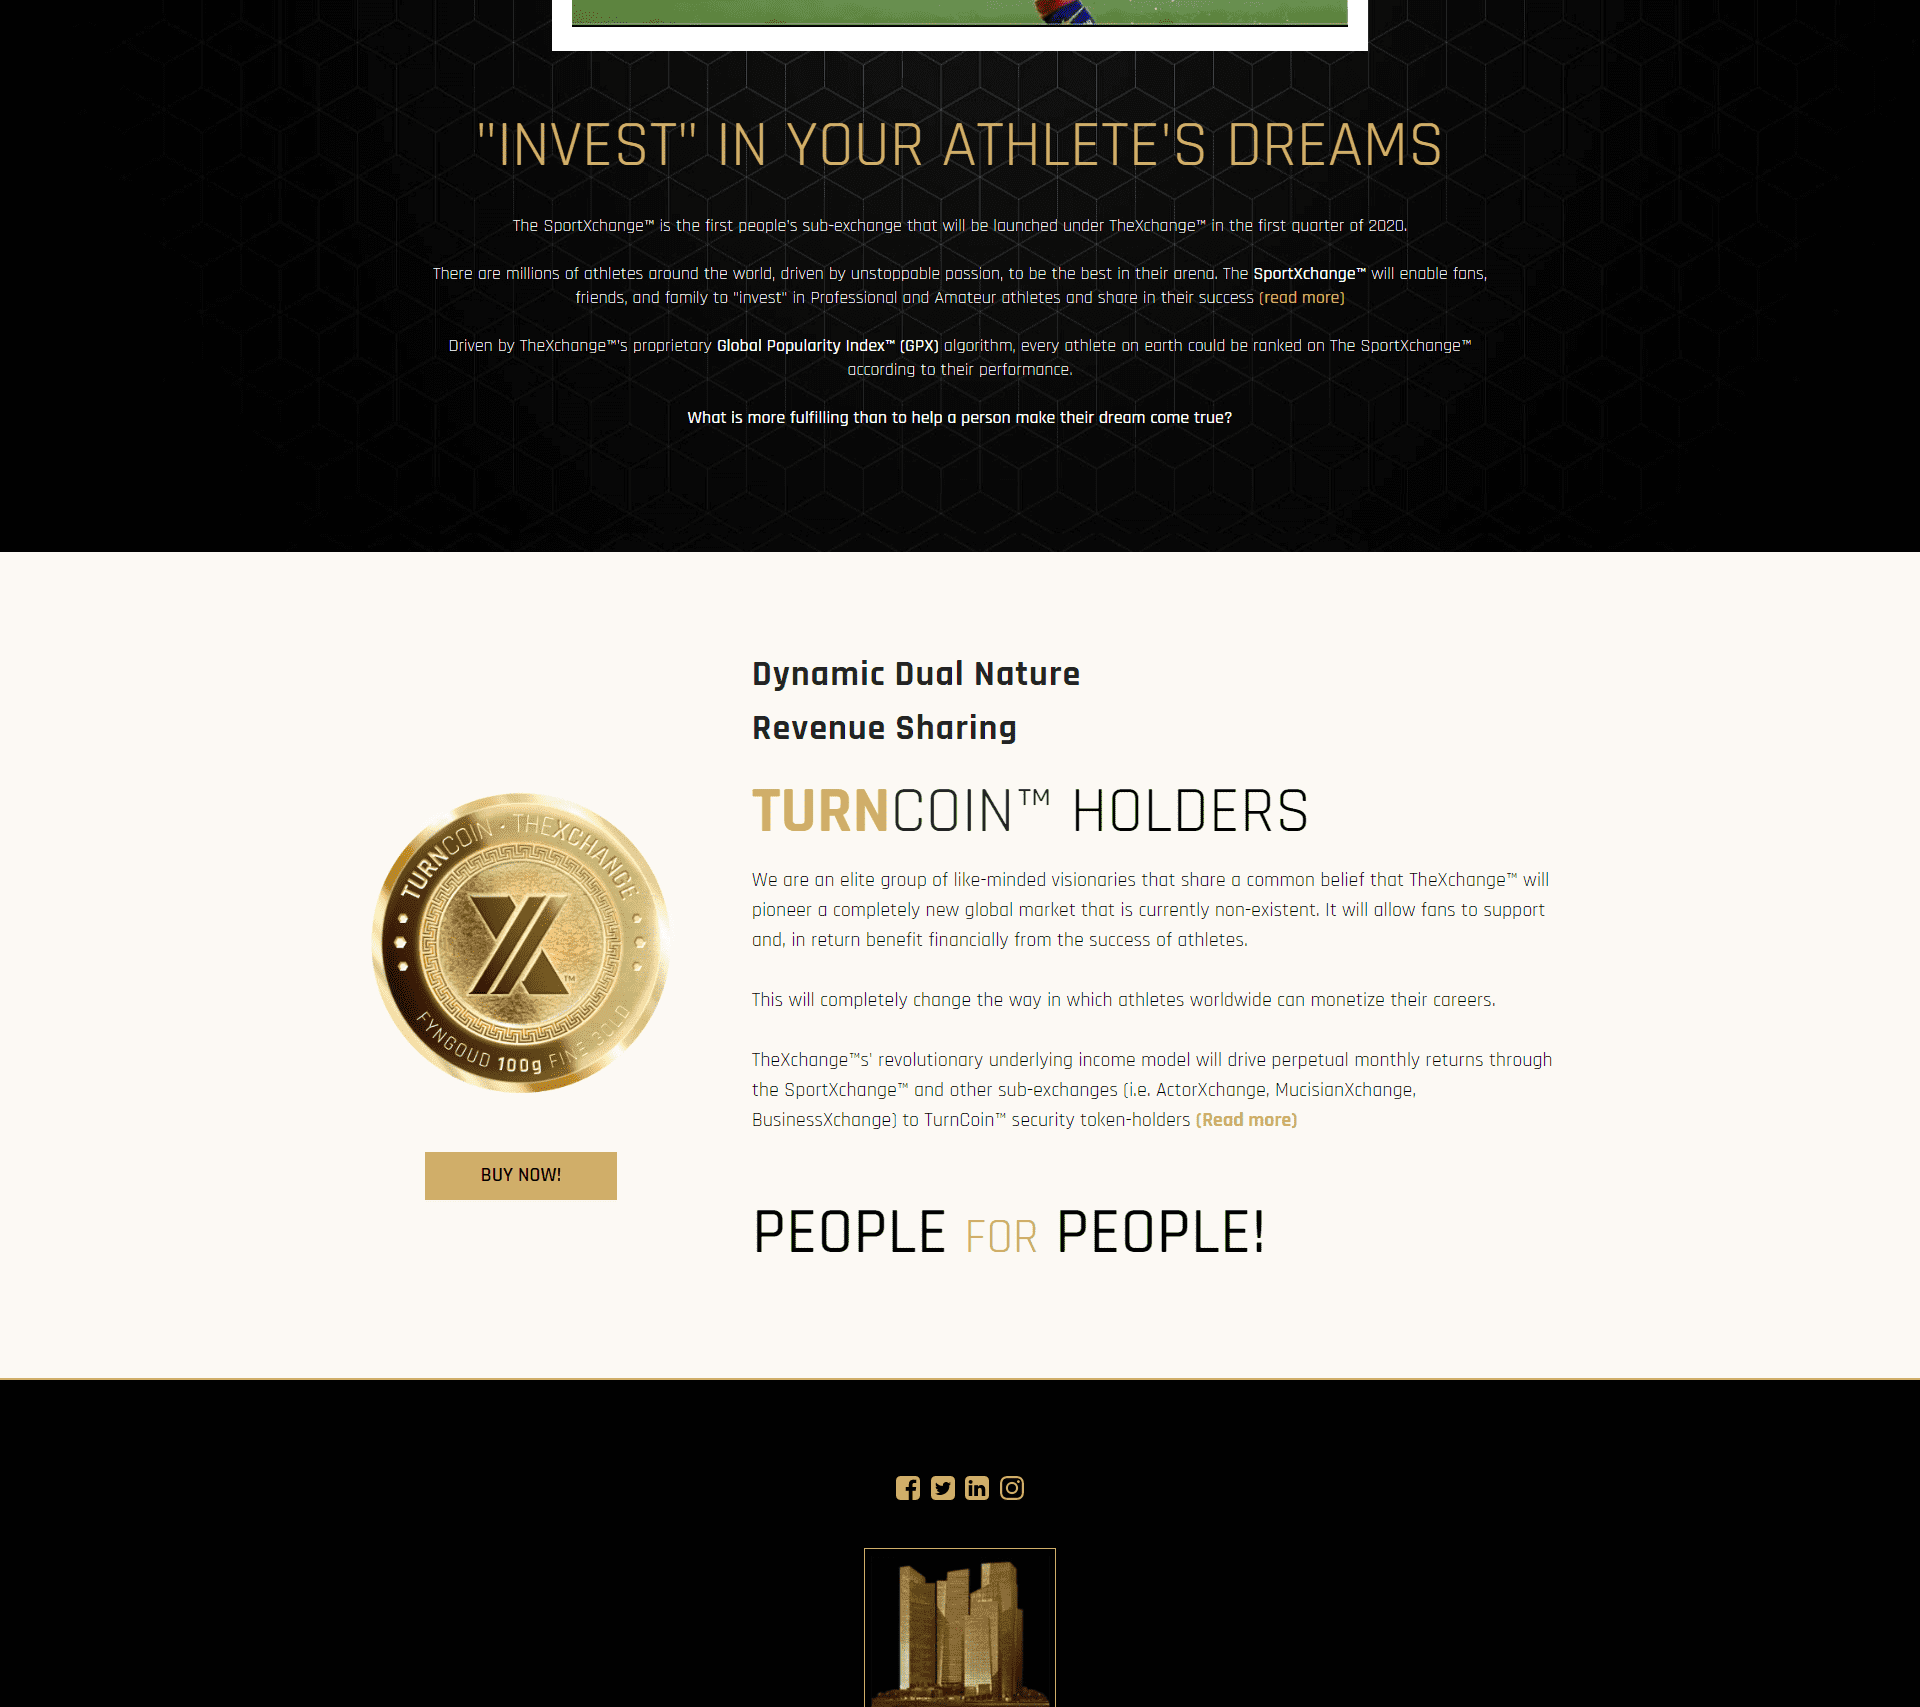 "INVEST" IN YOUR ATHLETE'S DREAMS
The SportXchange™ is the first people's sub-exchange that will be launched under TheXchange™ in the first quarter of 2020.
There are millions of athletes around the world, driven by unstoppable passion, to be the best in their arena. The SportXchange™ will enable fans,
friends, and family to "invest" in Professional and Amateur athletes and share in their success (read more)
Driven by TheXchange™'s proprietary Global Popularity Index™ (GPX) algorithm, every athlete on earth could be ranked on The SportXchange™
according to their performance.
What is more fulfilling than to help a person make their dream come true?
Dynamic Dual Nature
Revenue Sharing
TURNCOIN™ HOLDERS
We are an elite group of like-minded visionaries that share a common belief that TheXchange™ will
pioneer a completely new global market that is currently non-existent. It will allow fans to support
and, in return benefit financially from the success of athletes.
This will completely change the way in which athletes worldwide can monetize their careers.
TheXchange™s' revolutionary underlying income model will drive perpetual monthly returns through
the SportXchange™ and other sub-exchanges (i.e. ActorXchange, MucisianXchange,
BusinessXchange) to TurnCoin™ security token-holders (Read more)
PEOPLE FOR PEOPLE!
TURNCOIN · THEXCHANGE
X™
FYNGOUD 100g FINE GOLD
BUY NOW!